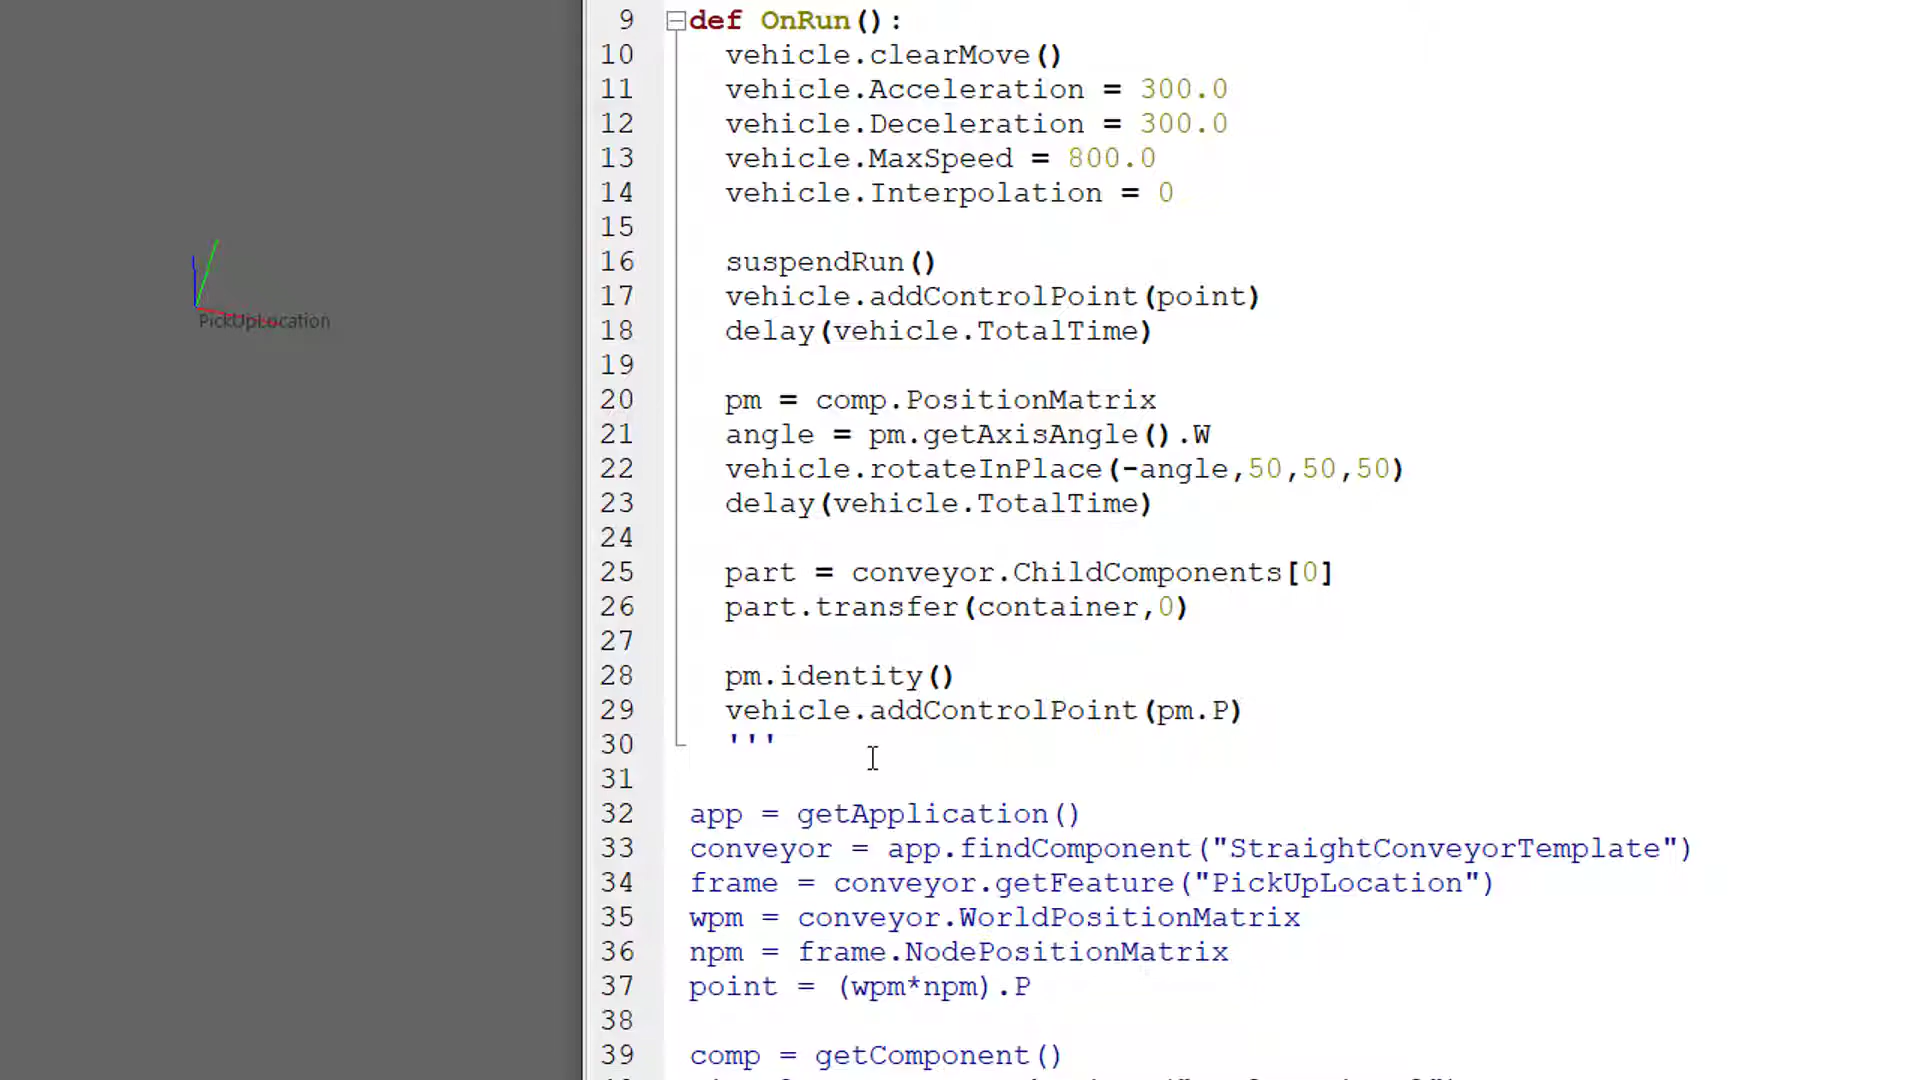 9 def OnRun():
10 vehicle.clearMove()
11 vehicle.Acceleration = 300.0
12 vehicle.Deceleration = 300.0
13 vehicle.MaxSpeed = 800.0
14 vehicle.Interpolation = 0
15
16 suspendRun()
17 vehicle.addControlPoint(point)
18 delay(vehicle.TotalTime)
19
20 pm = comp.PositionMatrix
21 angle = pm.getAxisAngle().W
22 vehicle.rotateInPlace(-angle,50,50,50)
23 delay(vehicle.TotalTime)
24
25 part = conveyor.ChildComponents[0]
26 part.transfer(container,0)
27
28 pm.identity()
29 vehicle.addControlPoint(pm.P)
30 '''
31
32 app = getApplication()
33 conveyor = app.findComponent("StraightConveyorTemplate")
34 frame = conveyor.getFeature("PickUpLocation")
35 wpm = conveyor.WorldPositionMatrix
36 npm = frame.NodePositionMatrix
37 point = (wpm*npm).P
38
39 comp = getComponent()
PickUpLocation